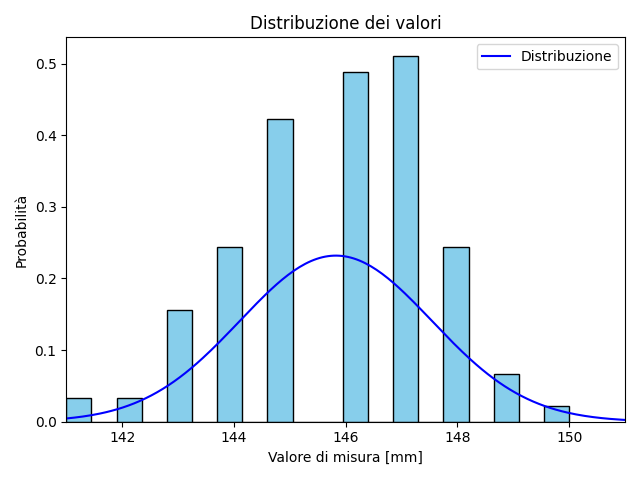 Distribuzione dei valori
Distribuzione
0.5
0.4
0.3
0.2
0.1
0.0
Probabilità
142 144 146 148 150
Valore di misura [mm]